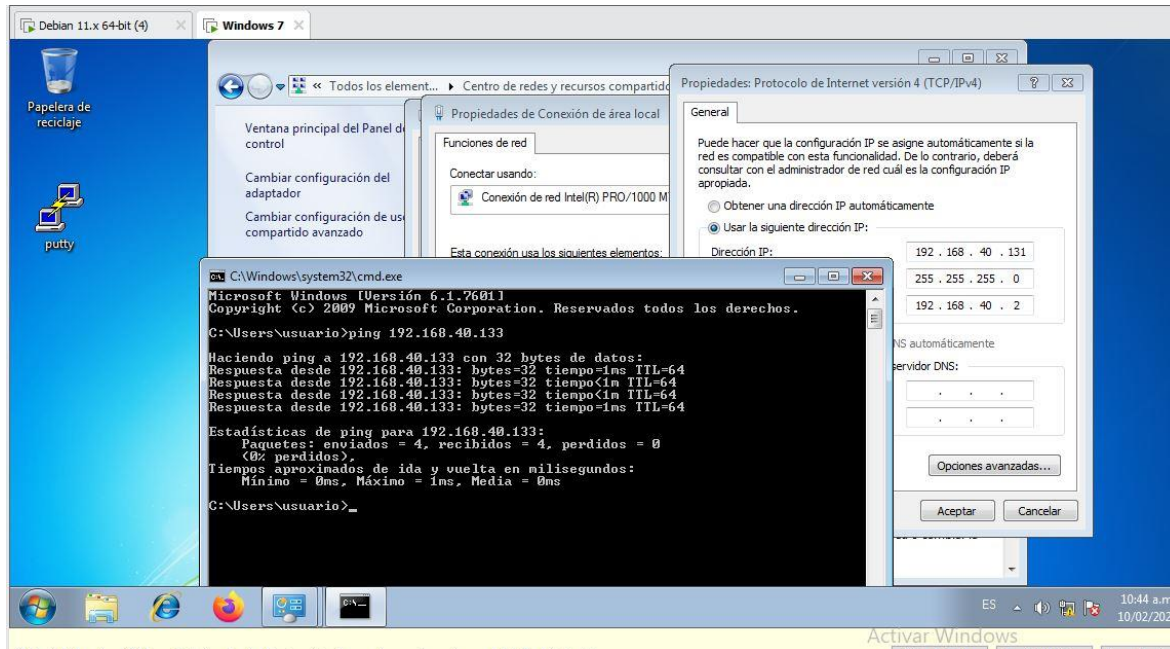 Debian 11.x 64-bit (4)
Windows 7
Papelera de
reciclaje
putty
« Todos los element...
Centro de redes y recursos compartido
Ventana principal del Panel de
control
Cambiar configuración del
adaptador
Cambiar configuración de uso
compartido avanzado
Propiedades de Conexión de área local
Funciones de red
Conectar usando:
Conexión de red Intel(R) PRO/1000 M
Esta conexión usa los siguientes elementos:
Propiedades: Protocolo de Internet versión 4 (TCP/IPv4)
General
Puede hacer que la configuración IP se asigne automáticamente si la
red es compatible con esta funcionalidad. De lo contrario, deberá
consultar con el administrador de red cuál es la configuración IP
apropiada.
Obtener una dirección IP automáticamente
Usar la siguiente dirección IP:
Dirección IP:
192 . 168 . 40 . 131
255 . 255 . 255 . 0
192 . 168 . 40 . 2
NS automáticamente
servidor DNS:
Opciones avanzadas...
Aceptar
Cancelar
C:\Windows\system32\cmd.exe
Microsoft Windows [Versión 6.1.7601]
Copyright (c) 2009 Microsoft Corporation. Reservados todos los derechos.
C:\Users\usuario>ping 192.168.40.133
Haciendo ping a 192.168.40.133 con 32 bytes de datos:
Respuesta desde 192.168.40.133: bytes=32 tiempo=1ms TTL=64
Respuesta desde 192.168.40.133: bytes=32 tiempo<1m TTL=64
Respuesta desde 192.168.40.133: bytes=32 tiempo<1m TTL=64
Respuesta desde 192.168.40.133: bytes=32 tiempo=1ms TTL=64
Estadísticas de ping para 192.168.40.133:
Paquetes: enviados = 4, recibidos = 4, perdidos = 0
(0% perdidos),
Tiempos aproximados de ida y vuelta en milisegundos:
Mínimo = 0ms, Máximo = 1ms, Media = 0ms
C:\Users\usuario>_
ES
10:44 a.m
10/02/202
Activar Windows